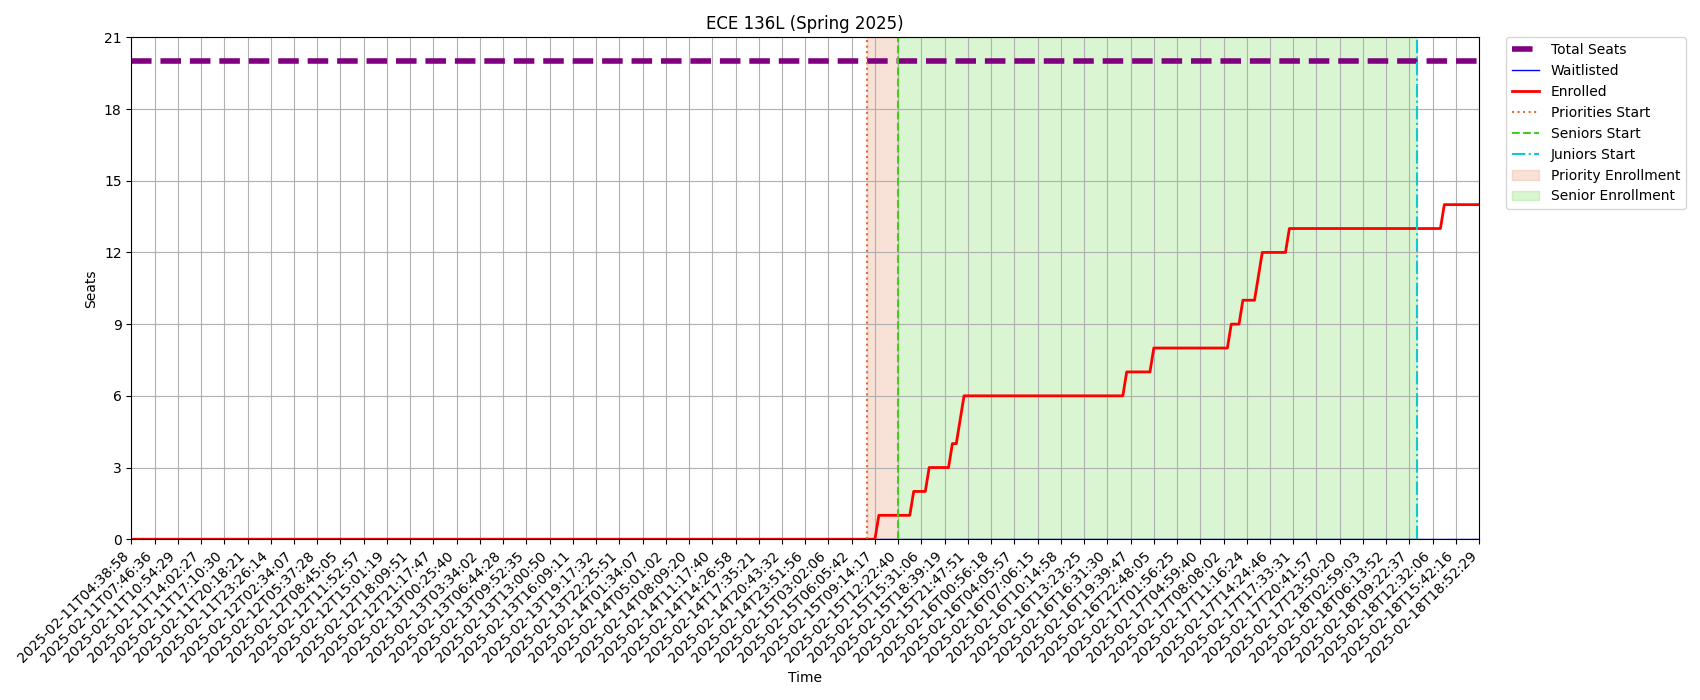 ECE 136L (Spring 2025)
21
18
15
12
9
6
3
0
Seats
2025-02-11T04:38:58
2025-02-11T07:46:36
2025-02-11T10:54:29
2025-02-11T14:02:27
2025-02-11T17:10:30
2025-02-11T20:18:21
2025-02-11T23:26:14
2025-02-12T02:34:07
2025-02-12T05:37:28
2025-02-12T08:45:05
2025-02-12T11:52:57
2025-02-12T15:01:19
2025-02-12T18:09:51
2025-02-12T21:17:47
2025-02-13T00:25:40
2025-02-13T03:34:02
2025-02-13T06:44:28
2025-02-13T09:52:35
2025-02-13T13:00:50
2025-02-13T16:09:11
2025-02-13T19:17:32
2025-02-13T22:25:51
2025-02-14T01:34:07
2025-02-14T05:01:02
2025-02-14T08:09:20
2025-02-14T11:17:40
2025-02-14T14:26:58
2025-02-14T17:35:21
2025-02-14T20:43:32
2025-02-14T23:51:56
2025-02-15T03:02:06
2025-02-15T06:05:42
2025-02-15T09:14:17
2025-02-15T12:22:40
2025-02-15T15:31:06
2025-02-15T18:39:19
2025-02-15T21:47:51
2025-02-16T00:56:18
2025-02-16T04:05:57
2025-02-16T07:06:15
2025-02-16T10:14:58
2025-02-16T13:23:25
2025-02-16T16:31:30
2025-02-16T19:39:47
2025-02-16T22:48:05
2025-02-17T01:56:25
2025-02-17T04:59:40
2025-02-17T08:08:02
2025-02-17T11:16:24
2025-02-17T14:24:46
2025-02-17T17:33:31
2025-02-17T20:41:57
2025-02-17T23:50:20
2025-02-18T02:59:03
2025-02-18T06:13:52
2025-02-18T09:22:37
2025-02-18T12:32:06
2025-02-18T15:42:16
2025-02-18T18:52:29
Time
Total Seats
Waitlisted
Enrolled
Priorities Start
Seniors Start
Juniors Start
Priority Enrollment
Senior Enrollment